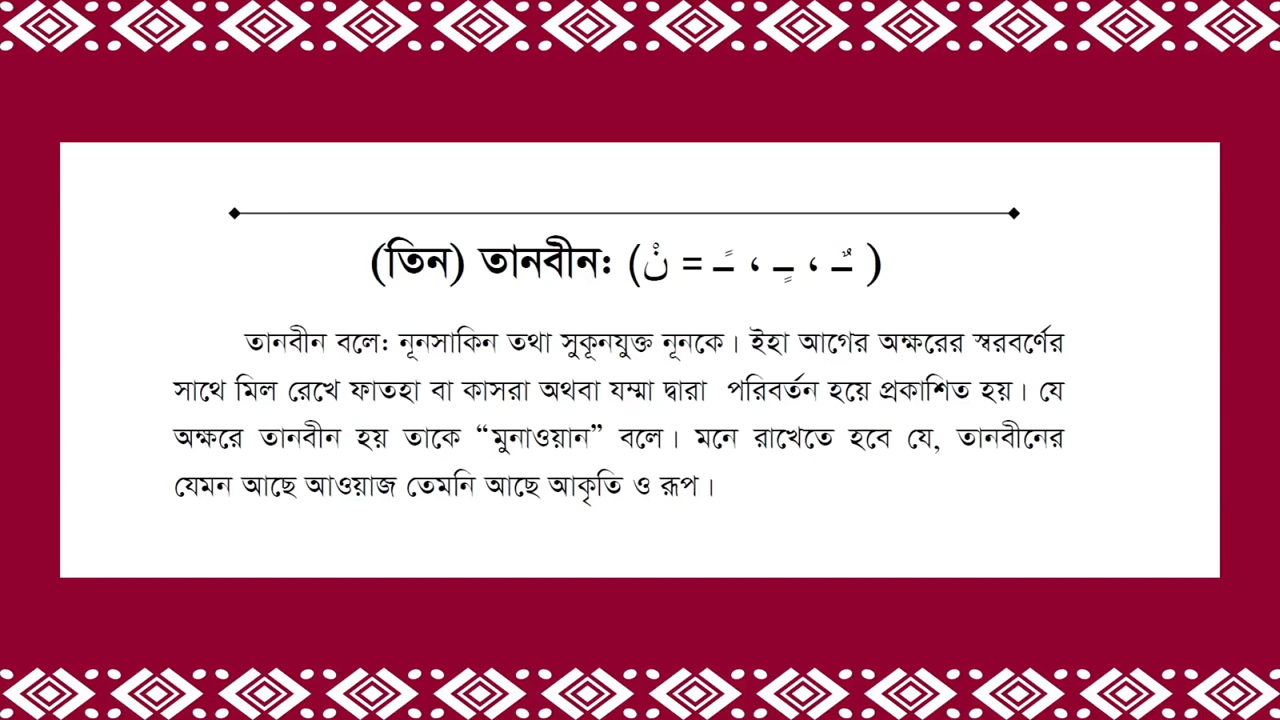 (তিন) তানবীন: (نْ = ـً ، ـٍ ، ـٌ )
তানবীন বলে: নূনসাকিন তথা সুকূনযুক্ত নূনকে। ইহা আগের অক্ষরের স্বরবর্ণের
সাথে মিল রেখে ফাতহা বা কাসরা অথবা যম্মা দ্বারা পরিবর্তন হয়ে প্রকাশিত হয়। যে
অক্ষরে তানবীন হয় তাকে “মুনাওয়ান” বলে। মনে রাখেতে হবে যে, তানবীনের
যেমন আছে আওয়াজ তেমনি আছে আকৃতি ও রূপ।